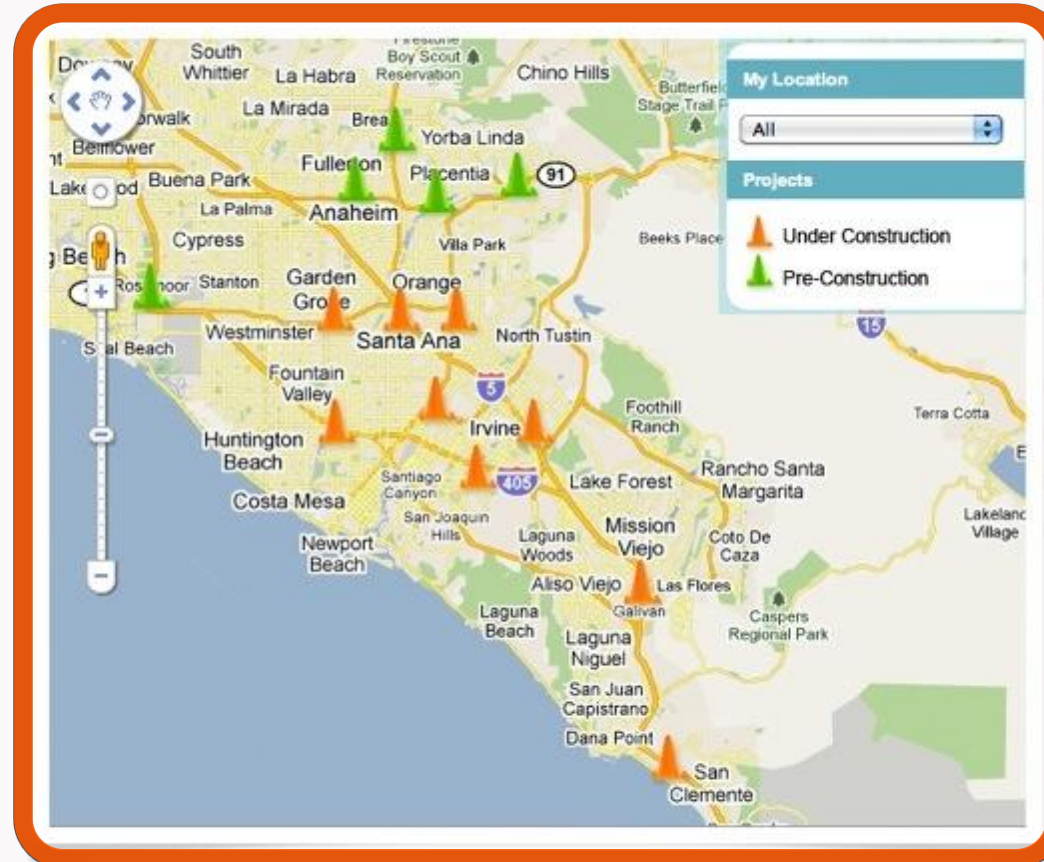 South
Whittier
Boy Scout
Reservation
La Habra
Chino Hills
La Mirada
Brea
Yorba Linda
Butterfield
Stage Trail
Bellflower
Fullerton
Placentia
91
Buena Park
La Palma
Anaheim
Cypress
Villa Park
Beeks Place
Rossmoor
Stanton
Garden
Grove
Orange
Westminster
Santa Ana
North Tustin
Seal Beach
15
Fountain
Valley
5
Foothill
Ranch
Terra Cotta
Huntington
Beach
Irvine
Santiago
Canyon
405
Lake Forest
Rancho Santa
Margarita
Costa Mesa
San Joaquin
Hills
Mission
Viejo
Laguna
Woods
Coto De
Caza
Lakeland
Village
Newport
Beach
Aliso Viejo
Las Flores
Galivan
Laguna
Beach
Caspers
Regional Park
Laguna
Niguel
San Juan
Capistrano
Dana Point
San
Clemente
My Location
All
Projects
Under Construction
Pre-Construction